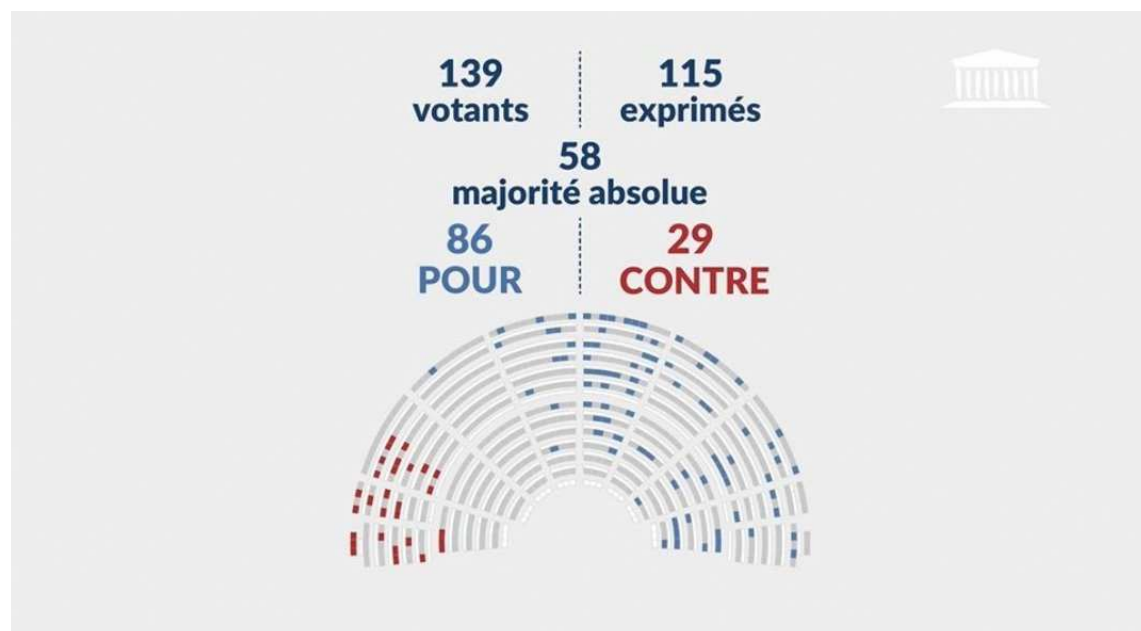 139
votants
115
exprimés
58
majorité absolue
86
POUR
29
CONTRE